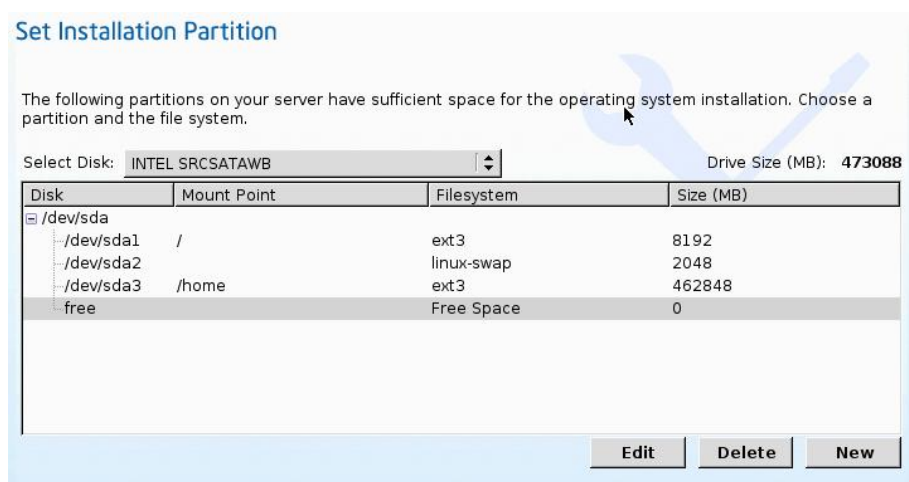 Set Installation Partition
The following partitions on your server have sufficient space for the operating system installation. Choose a
partition and the file system.
Select Disk: INTEL SRCSATAWB Drive Size (MB): 473088
Disk Mount Point Filesystem Size (MB)
/dev/sda
/dev/sda1 / ext3 8192
/dev/sda2 linux-swap 2048
/dev/sda3 /home ext3 462848
free Free Space 0
Edit Delete New